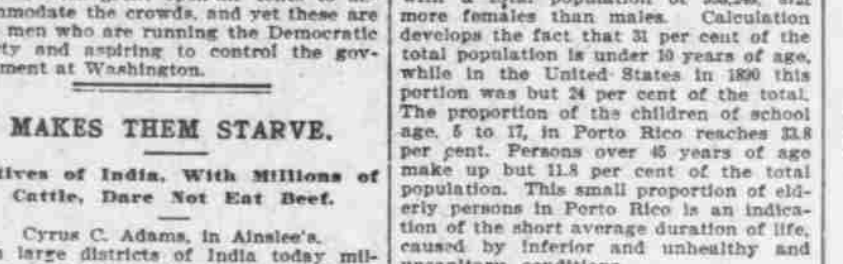 mmodate the crowds, and yet these are
men who are running the Democratic
ty and aspiring to control the gov-
ment at Washington.
MAKES THEM STARVE.
tives of India, With Millions of
Cattle, Dare Not Eat Beef.
Cyrus C. Adams, in Ainslee's.
large districts of India today mil-
more females than males. Calculation
develops the fact that 31 per cent of the
total population is under 10 years of age,
while in the United States in 1890 this
portion was but 24 per cent of the total.
The proportion of the children of school
age, 5 to 17, in Porto Rico reaches 33.8
per cent. Persons over 45 years of age
make up but 11.8 per cent of the total
population. This small proportion of eld-
erly persons in Porto Rico is an indica-
tion of the short average duration of life,
caused by inferior and unhealthy and